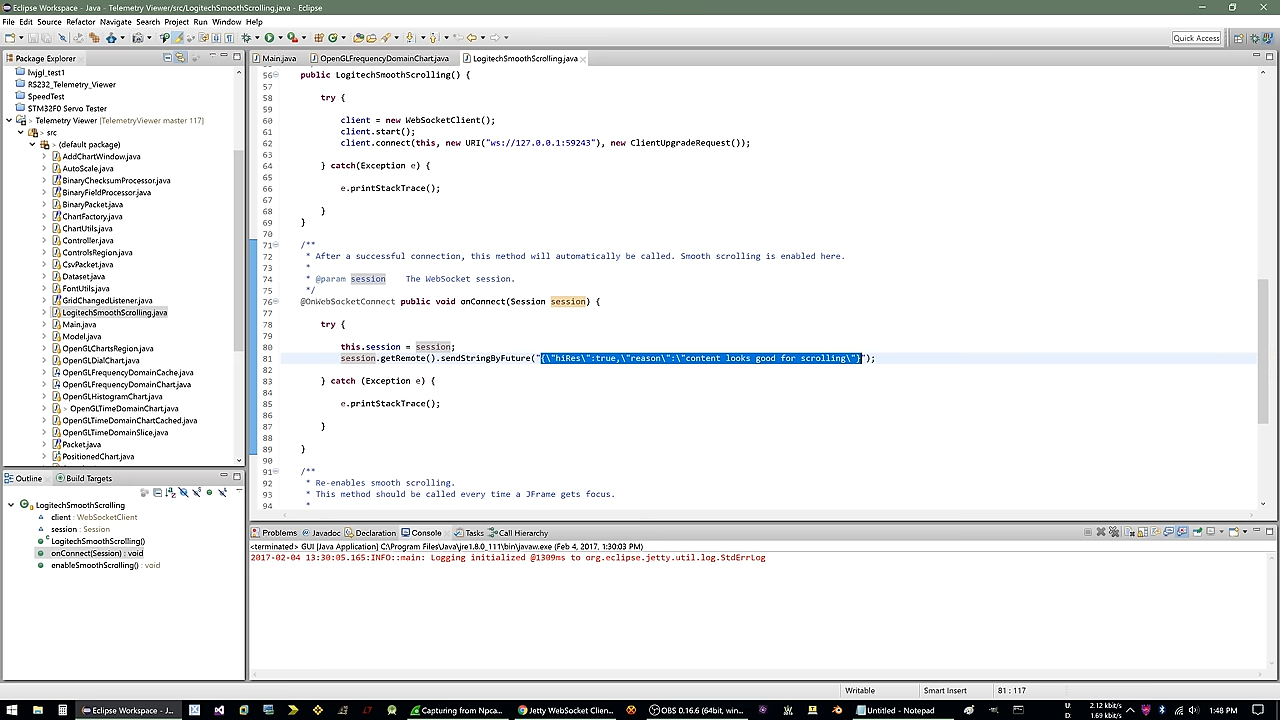 Eclipse Workspace - Java - Telemetry Viewer/src/LogitechSmoothScrolling.java - Eclipse
File Edit Source Refactor Navigate Search Project Run Window Help
Quick Access
Package Explorer
lwjgl_test1
RS232_Telemetry_Viewer
SpeedTest
STM32F0 Servo Tester
> Telemetry Viewer [TelemetryViewer master 117]
> src
> (default package)
AddChartWindow.java
AutoScale.java
BinaryChecksumProcessor.java
BinaryFieldProcessor.java
BinaryPacket.java
ChartFactory.java
ChartUtils.java
Controller.java
ControlsRegion.java
CsvPacket.java
Dataset.java
FontUtils.java
GridChangedListener.java
LogitechSmoothScrolling.java
Main.java
Model.java
OpenGLChartsRegion.java
OpenGLDialChart.java
OpenGLFrequencyDomainCache.java
OpenGLFrequencyDomainChart.java
OpenGLHistogramChart.java
> OpenGLTimeDomainChart.java
OpenGLTimeDomainChartCached.java
OpenGLTimeDomainSlice.java
Packet.java
PositionedChart.java
Outline Build Targets
LogitechSmoothScrolling
client : WebSocketClient
session : Session
LogitechSmoothScrolling()
onConnect(Session) : void
enableSmoothScrolling() : void
Main.java OpenGLFrequencyDomainChart.java LogitechSmoothScrolling.java
56 public LogitechSmoothScrolling() {
57
58 try {
59
60 client = new WebSocketClient();
61 client.start();
62 client.connect(this, new URI("ws://127.0.0.1:59243"), new ClientUpgradeRequest());
63
64 } catch(Exception e) {
65
66 e.printStackTrace();
67
68 }
69 }
70
71 /**
72 * After a successful connection, this method will automatically be called. Smooth scrolling is enabled here.
73 *
74 * @param session The WebSocket session.
75 */
76 @OnWebSocketConnect public void onConnect(Session session) {
77
78 try {
79
80 this.session = session;
81 session.getRemote().sendStringByFuture("{\"hiRes\":true,\"reason\":\"content looks good for scrolling\"}");
82
83 } catch (Exception e) {
84
85 e.printStackTrace();
86
87 }
88
89 }
90
91 /**
92 * Re-enables smooth scrolling.
93 * This method should be called every time a JFrame gets focus.
94 *
Problems Javadoc Declaration Console Tasks Call Hierarchy
<terminated> GUI [Java Application] C:\Program Files\Java\jre1.8.0_111\bin\javaw.exe (Feb 4, 2017, 1:30:03 PM)
2017-02-04 13:30:05.165:INFO::main: Logging initialized @1309ms to org.eclipse.jetty.util.log.StdErrLog
Writable Smart Insert 81 : 117
Eclipse Workspace - J... Capturing from Npca... Jetty WebSocket Clien... OBS 0.16.6 (64bit, win... Untitled - Notepad
U: 2.12 kbit/s
D: 1.69 kbit/s
1:48 PM